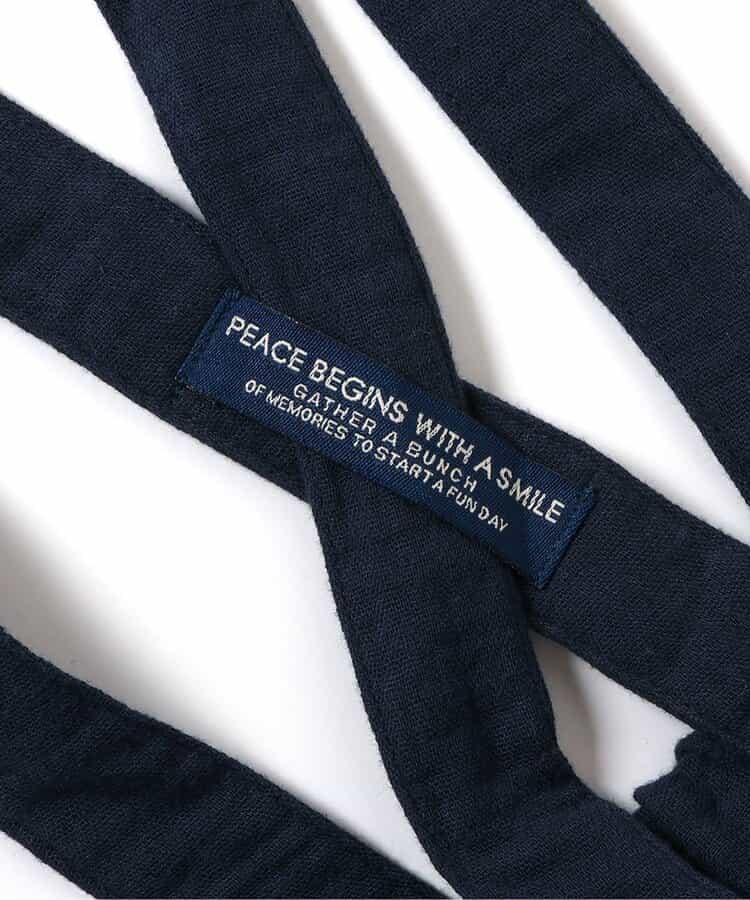 PEACE BEGINS WITH A SMILE
GATHER A BUNCH
OF MEMORIES TO START A FUN DAY